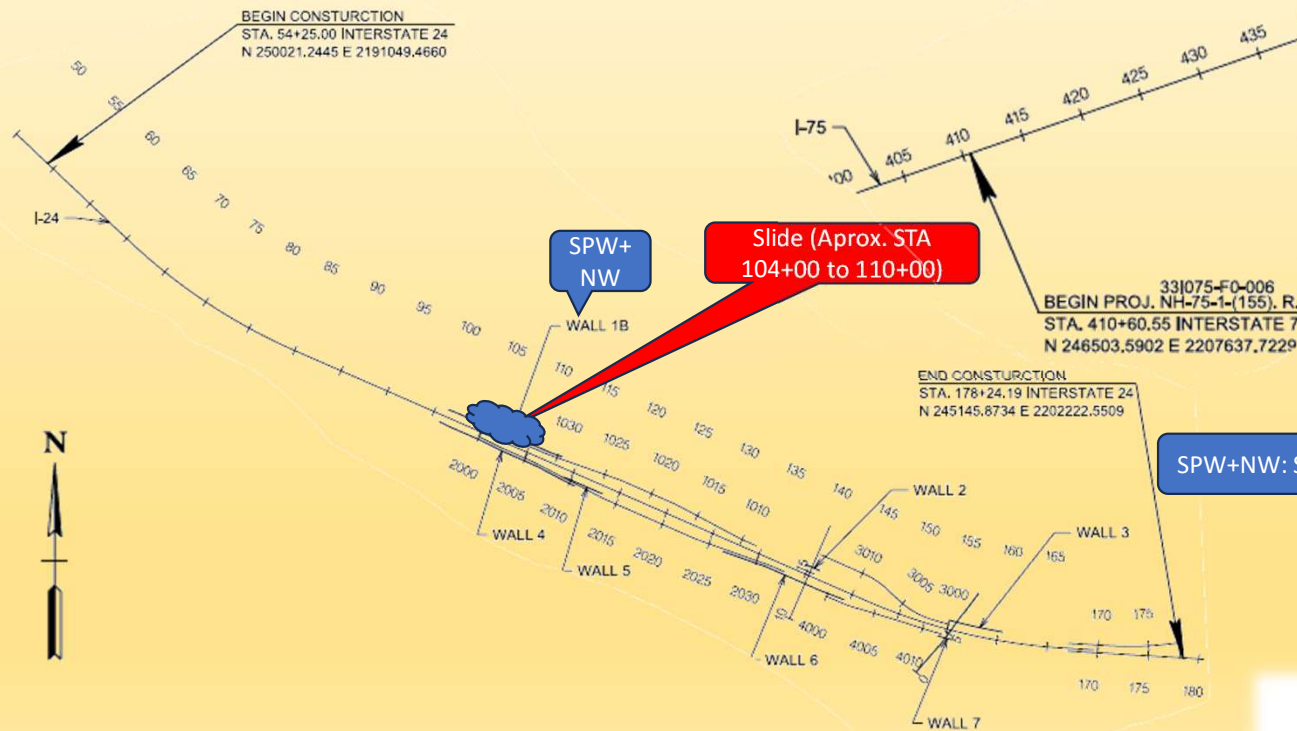 BEGIN CONSTURCTION
STA. 54+25.00 INTERSTATE 24
N 250021.2445 E 2191049.4660
50
55
60
65
70
75
80
85
90
95
100
105
110
115
120
125
130
135
140
145
150
155
160
165
170
175
I-24
SPW+
NW
WALL 1B
Slide (Aprox. STA
104+00 to 110+00)
I-75
400
405
410
415
420
425
430
435
33I075-F0-006
BEGIN PROJ. NH-75-1-(155), R.
STA. 410+60.55 INTERSTATE 7
N 246503.5902 E 2207637.7229
END CONSTURCTION
STA. 178+24.19 INTERSTATE 24
N 245145.8734 E 2202222.5509
SPW+NW: S
N
1030
1025
1020
1015
1010
2000
2005
2010
2015
2020
2025
2030
WALL 4
WALL 5
WALL 2
3010
3005
3000
WALL 3
4000
4005
4010
WALL 6
WALL 7
170
175
180